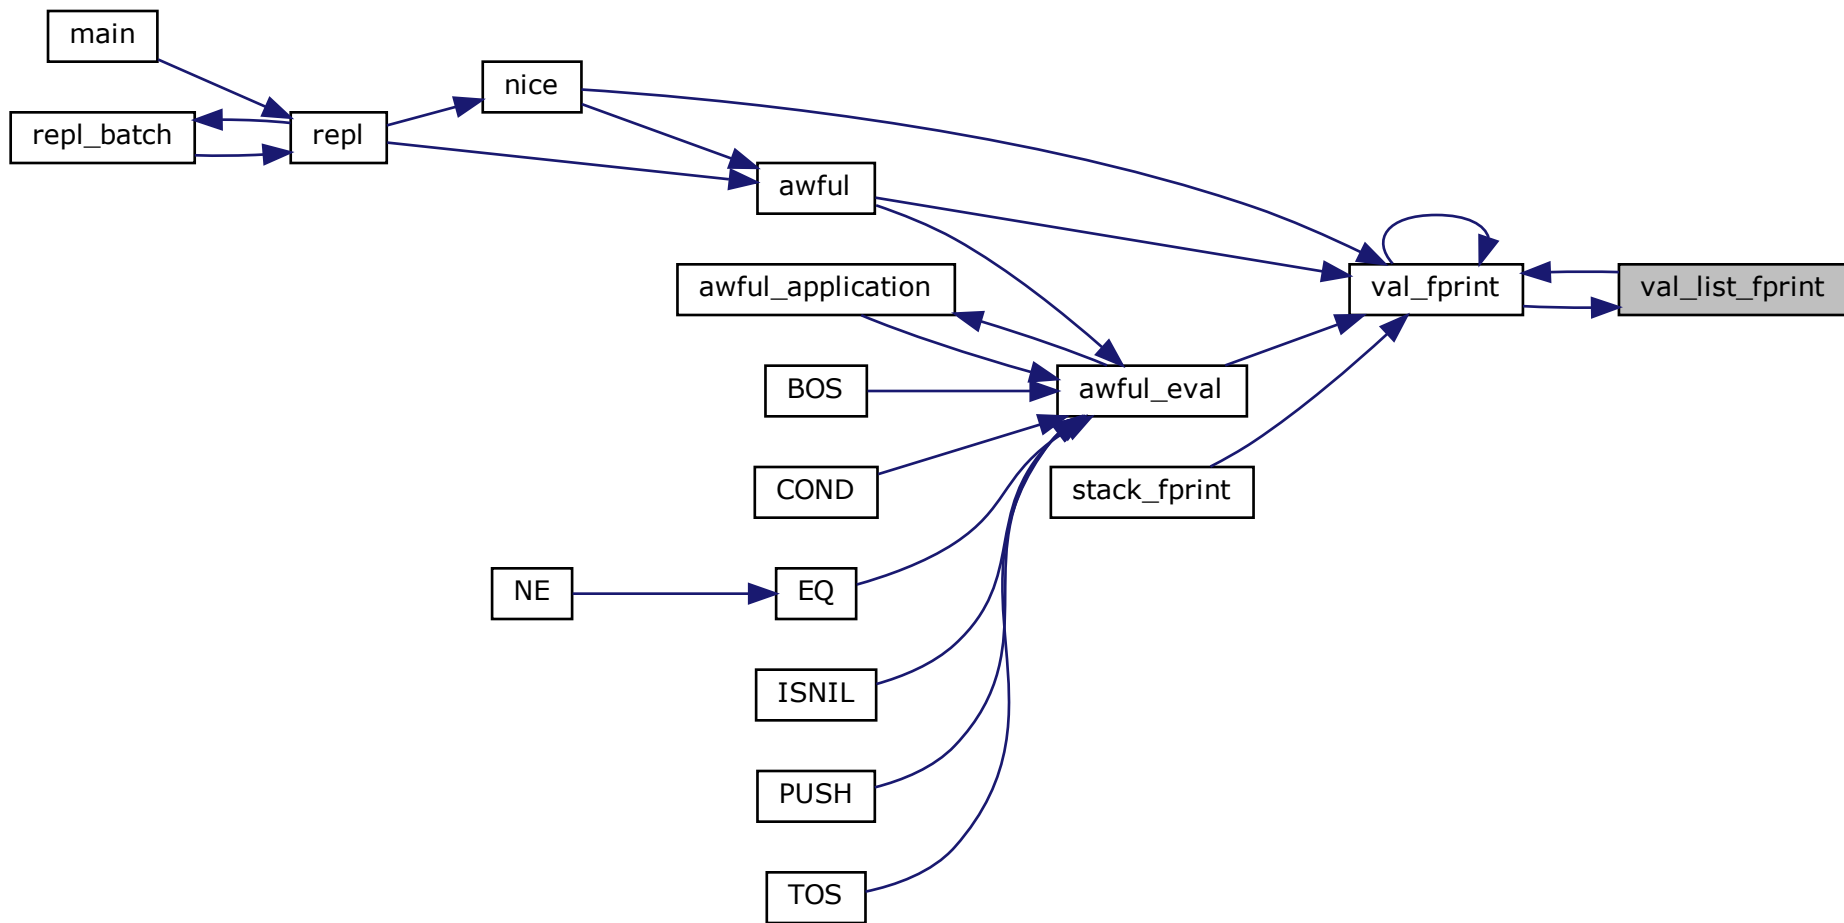 main
nice
repl_batch
repl
awful
awful_application
val_fprint
val_list_fprint
BOS
awful_eval
COND
stack_fprint
NE
EQ
ISNIL
PUSH
TOS